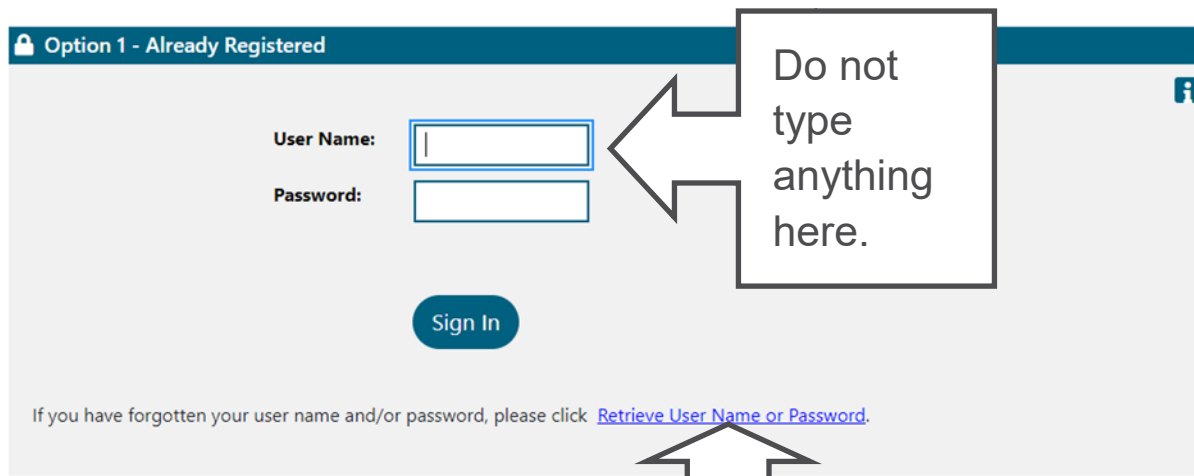 Option 1 - Already Registered
Do not
type
anything
here.
User Name:
Password:
Sign In
If you have forgotten your user name and/or password, please click Retrieve User Name or Password.